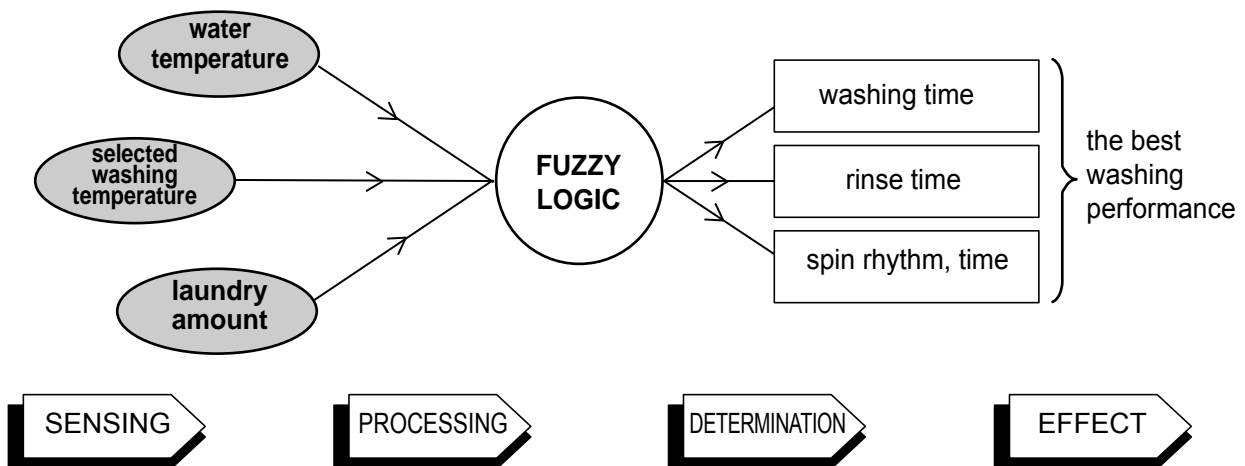 water
temperature
selected
washing
temperature
laundry
amount
FUZZY
LOGIC
washing time
rinse time
spin rhythm, time
the best
washing
performance
SENSING
PROCESSING
DETERMINATION
EFFECT